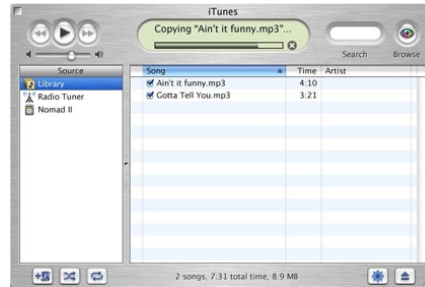 iTunes
Copying "Ain't it funny.mp3"...
Search
Browse
Source
Song
Time
Artist
Library
Radio Tuner
Nomad II
Ain't it funny.mp3
4:10
Gotta Tell You.mp3
3:21
2 songs, 7:31 total time, 8.9 MB